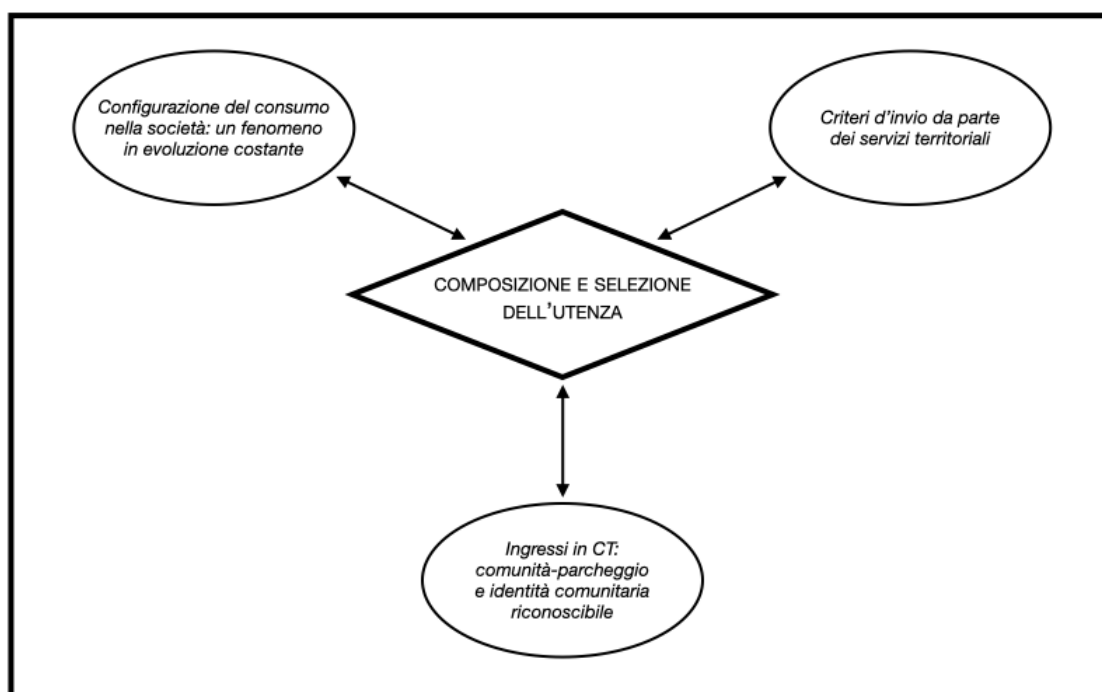 Configurazione del consumo
nella società: un fenomeno
in evoluzione costante
Criteri d’invio da parte
dei servizi territoriali
COMPOSIZIONE E SELEZIONE
DELL’UTENZA
Ingressi in CT:
comunità-parcheggio
e identità comunitaria
riconoscibile